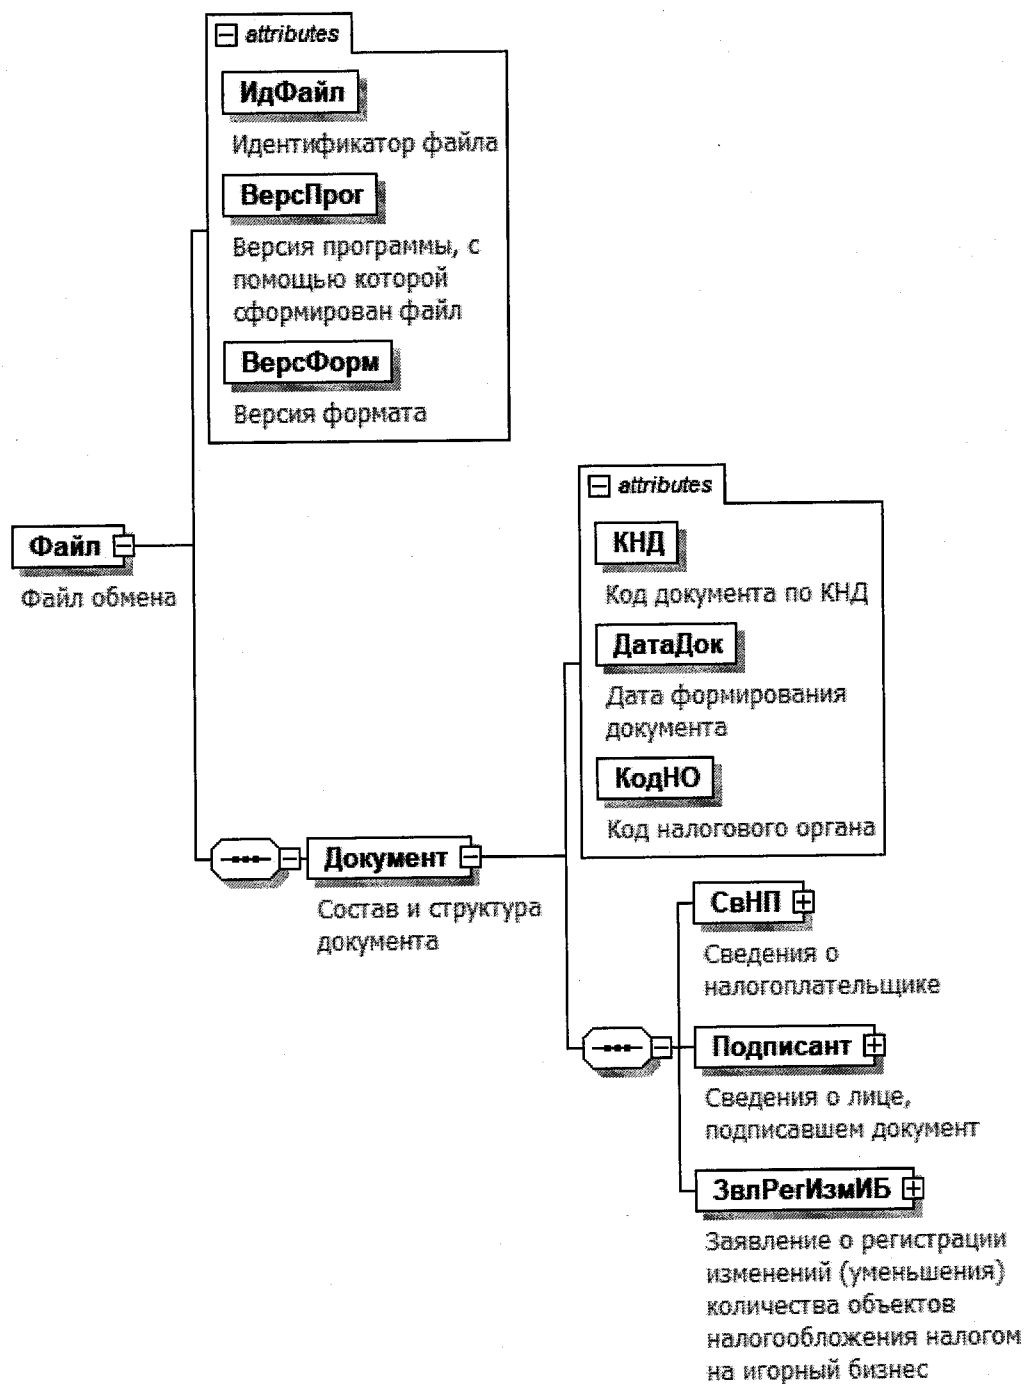 attributes
ИдФайл
Идентификатор файла
ВерсПрог
Версия программы, с
помощью которой
сформирован файл
ВерсФорм
Версия формата
Файл
Файл обмена
attributes
КНД
Код документа по КНД
ДатаДок
Дата формирования
документа
КодНО
Код налогового органа
Документ
Состав и структура
документа
СвНП
Сведения о
налогоплательщике
Подписант
Сведения о лице,
подписавшем документ
ЗвлРегИзмИБ
Заявление о регистрации
изменений (уменьшения)
количества объектов
налогообложения налогом
на игорный бизнес